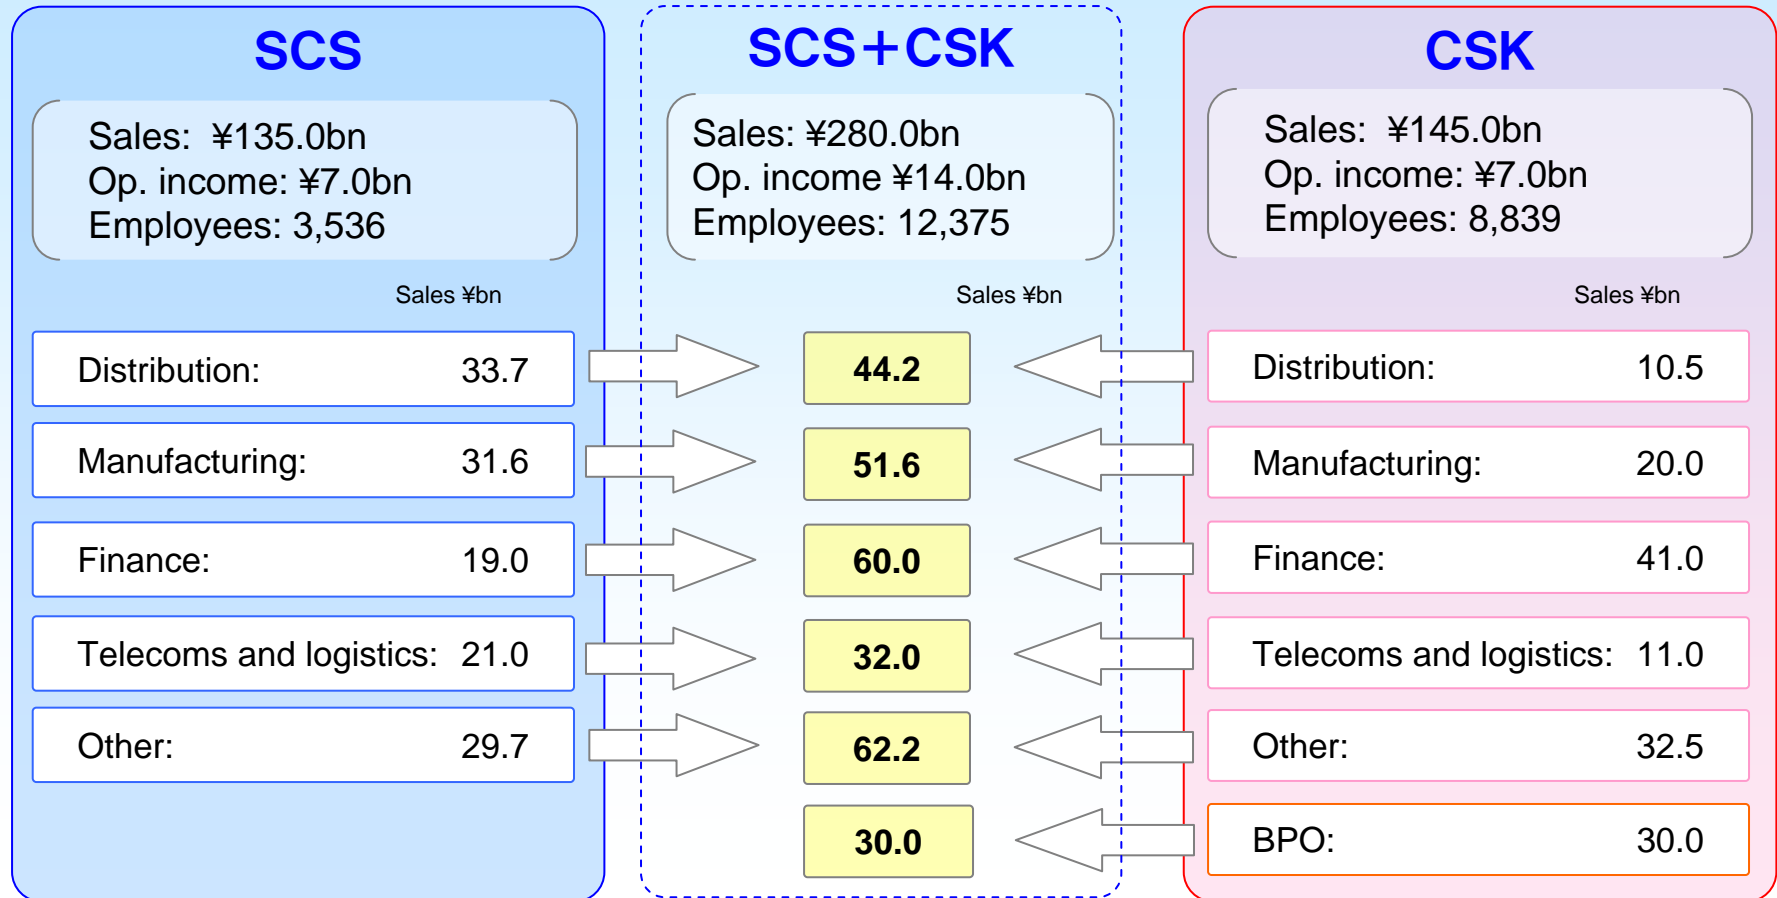 SCS
Sales: ¥135.0bn
Op. income: ¥7.0bn
Employees: 3,536
Sales ¥bn
Distribution: 33.7
Manufacturing: 31.6
Finance: 19.0
Telecoms and logistics: 21.0
Other: 29.7
SCS＋CSK
Sales: ¥280.0bn
Op. income ¥14.0bn
Employees: 12,375
Sales ¥bn
44.2
51.6
60.0
32.0
62.2
30.0
CSK
Sales: ¥145.0bn
Op. income: ¥7.0bn
Employees: 8,839
Sales ¥bn
Distribution: 10.5
Manufacturing: 20.0
Finance: 41.0
Telecoms and logistics: 11.0
Other: 32.5
BPO: 30.0